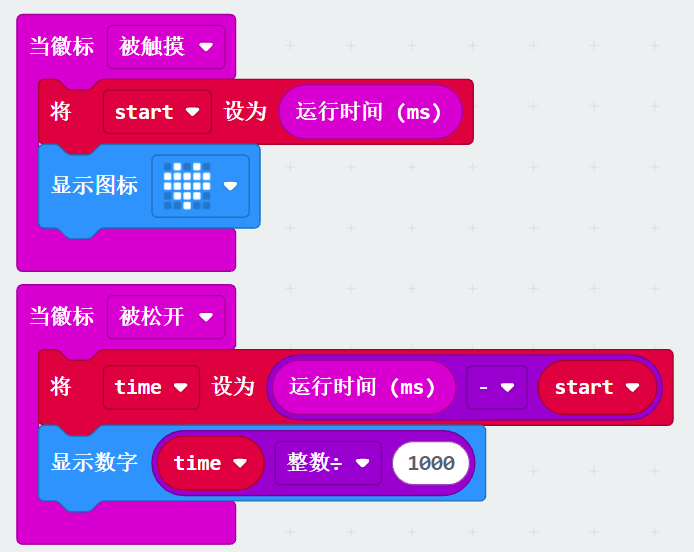 当徽标 被触摸
将 start 设为 运行时间 (ms)
显示图标
当徽标 被松开
将 time 设为 运行时间 (ms) - start
显示数字 time 整数÷ 1000